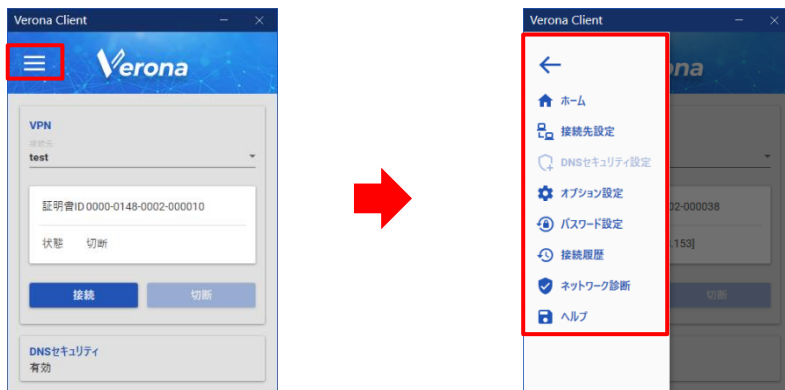 Verona Client
Verona
VPN
接続先
test
証明書ID 0000-0148-0002-000010
状態 切断
接続
切断
DNSセキュリティ
有効
Verona Client
ona
ホーム
接続先設定
DNSセキュリティ設定
オプション設定
パスワード設定
02-000038
接続履歴
.153]
ネットワーク診断
切断
ヘルプ